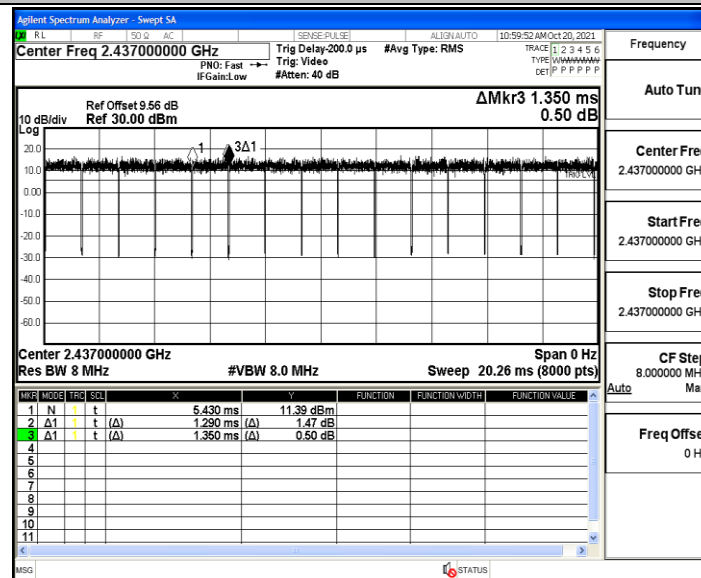 Agilent Spectrum Analyzer - Swept SA
RL RF 50 Ω AC SENSE:PULSE ALIGNAUTO 10:59:52 AM Oct 20, 2021
Center Freq 2.437000000 GHz
PNO: Fast
IFGain:Low
Trig Delay-200.0 µs
Trig: Video
#Atten: 40 dB
#Avg Type: RMS
TRACE 1 2 3 4 5 6
TYPE WWWWWW
DET P P P P P P
Ref Offset 9.56 dB
Ref 30.00 dBm
10 dB/div
Log
ΔMkr3 1.350 ms
0.50 dB
20.0
10.0
0.00
-10.0
-20.0
-30.0
-40.0
-50.0
-60.0
1
3Δ1
TRIG LVL
Center 2.437000000 GHz Span 0 Hz
Res BW 8 MHz #VBW 8.0 MHz Sweep 20.26 ms (8000 pts)
MKR MODE TRC SCL X Y FUNCTION FUNCTION WIDTH FUNCTION VALUE
1 N 1 t 5.430 ms 11.39 dBm
2 Δ1 1 t (Δ) 1.290 ms (Δ) 1.47 dB
3 Δ1 1 t (Δ) 1.350 ms (Δ) 0.50 dB
4
5
6
7
8
9
10
11
MSG STATUS
Frequency
Auto Tun
Center Fre
2.437000000 GH
Start Fre
2.437000000 GH
Stop Fre
2.437000000 GH
CF Step
8.000000 MH
Auto Ma
Freq Offse
0 H